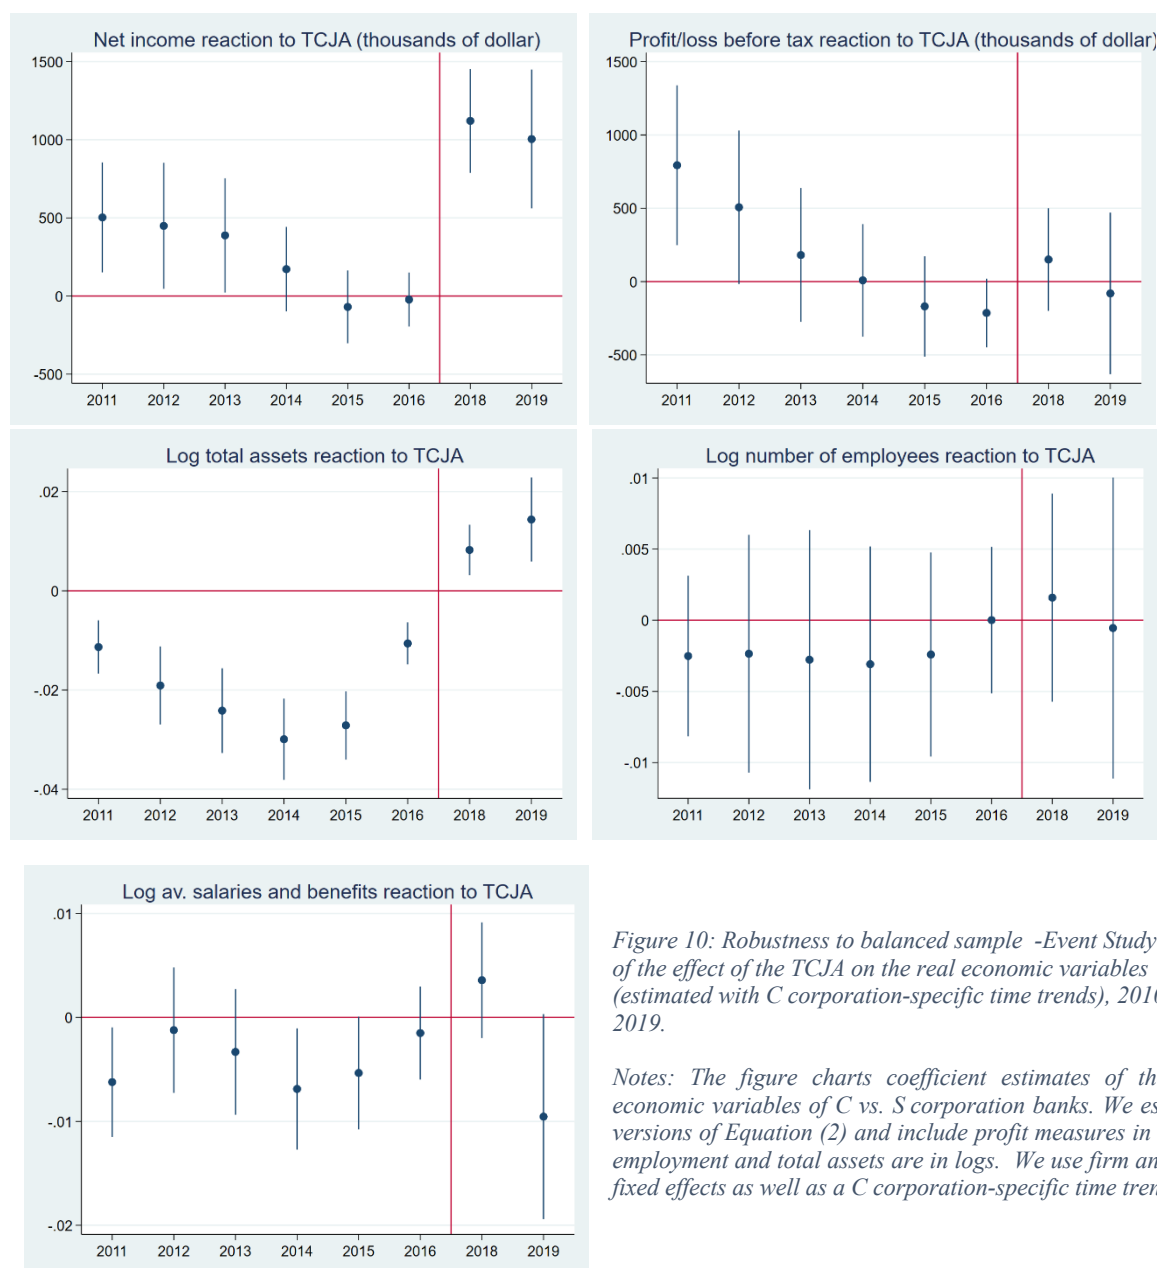 Net income reaction to TCJA (thousands of dollar)
1500
1000
500
0
-500
2011 2012 2013 2014 2015 2016 2018 2019
Profit/loss before tax reaction to TCJA (thousands of dollar)
1500
1000
500
0
-500
2011 2012 2013 2014 2015 2016 2018 2019
Log total assets reaction to TCJA
.02
0
-.02
-.04
2011 2012 2013 2014 2015 2016 2018 2019
Log number of employees reaction to TCJA
.01
.005
0
-.005
-.01
2011 2012 2013 2014 2015 2016 2018 2019
Log av. salaries and benefits reaction to TCJA
.01
0
-.01
-.02
2011 2012 2013 2014 2015 2016 2018 2019
Figure 10: Robustness to balanced sample -Event Study
of the effect of the TCJA on the real economic variables
(estimated with C corporation-specific time trends),
2019.
Notes: The figure charts coefficient estimates of
economic variables of C vs. S corporation banks. We
versions of Equation (2) and include profit measures in
employment and total assets are in logs. We use firm
fixed effects as well as a C corporation-specific time